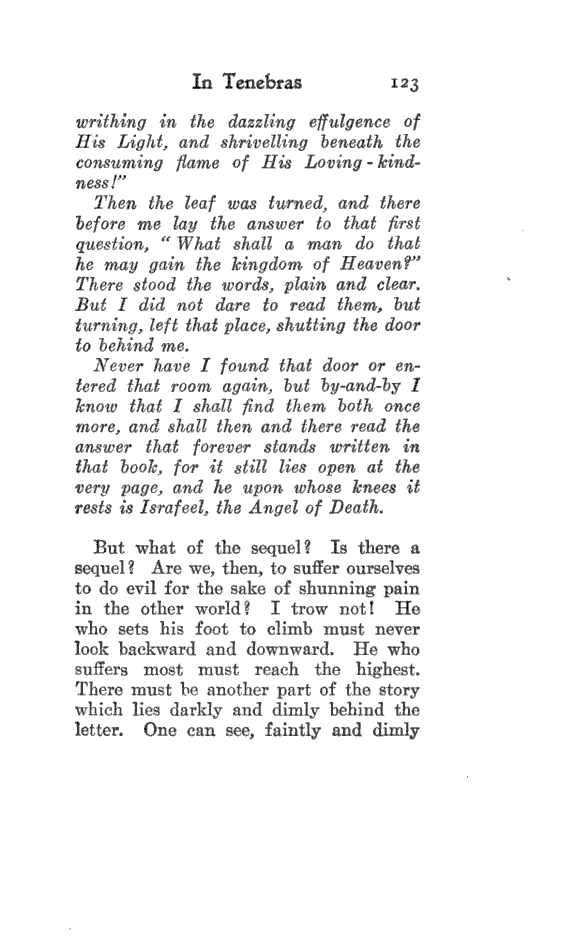 In Tenebras 123
writhing in the dazzling effulgence of
His Light, and shrivelling beneath the
consuming flame of His Loving-kind-
ness!"
Then the leaf was turned, and there
before me lay the answer to that first
question, "What shall a man do that
he may gain the kingdom of Heaven?"
There stood the words, plain and clear.
But I did not dare to read them, but
turning, left that place, shutting the door
to behind me.
Never have I found that door or en-
tered that room again, but by-and-by I
know that I shall find them both once
more, and shall then and there read the
answer that forever stands written in
that book, for it still lies open at the
very page, and he upon whose knees it
rests is Israfeel, the Angel of Death.
But what of the sequel? Is there a
sequel? Are we, then, to suffer ourselves
to do evil for the sake of shunning pain
in the other world? I trow not! He
who sets his foot to climb must never
look backward and downward. He who
suffers most must reach the highest.
There must be another part of the story
which lies darkly and dimly behind the
letter. One can see, faintly and dimly